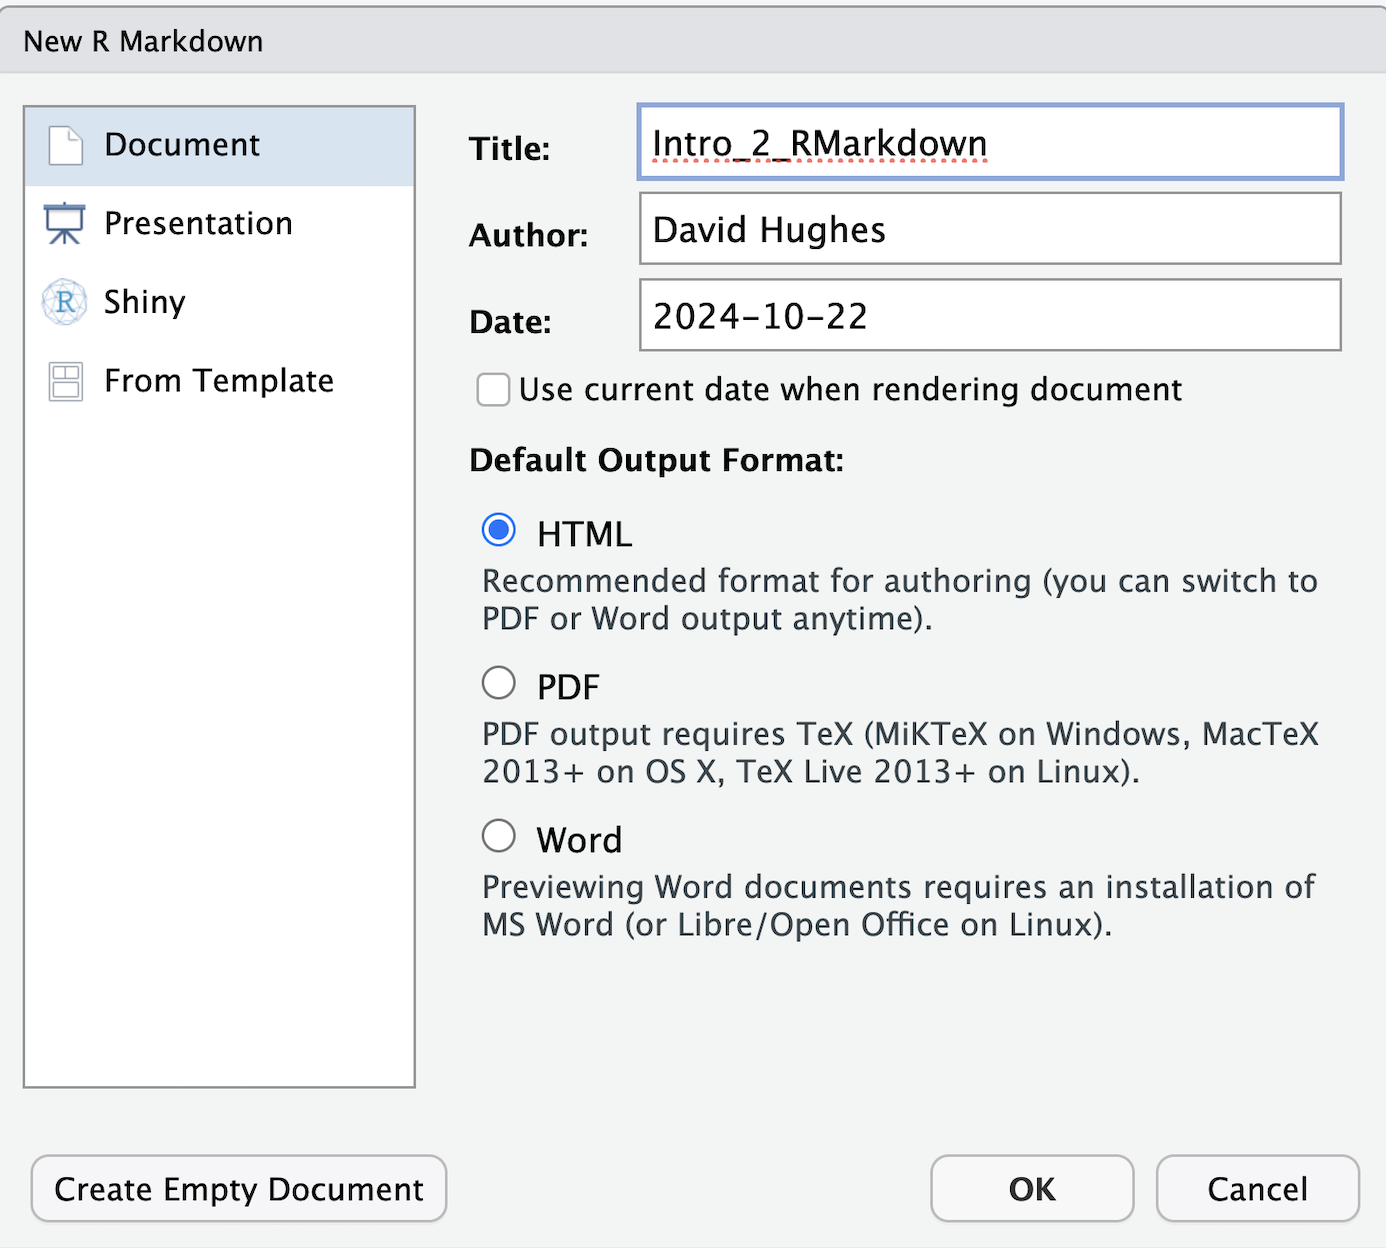 New R Markdown
Document
Presentation
Shiny
From Template
Title:
Intro_2_RMarkdown
Author:
David Hughes
Date:
2024-10-22
Use current date when rendering document
Default Output Format:
HTML
Recommended format for authoring (you can switch to
PDF or Word output anytime).
PDF
PDF output requires TeX (MiKTeX on Windows, MacTeX
2013+ on OS X, TeX Live 2013+ on Linux).
Word
Previewing Word documents requires an installation of
MS Word (or Libre/Open Office on Linux).
Create Empty Document
OK
Cancel